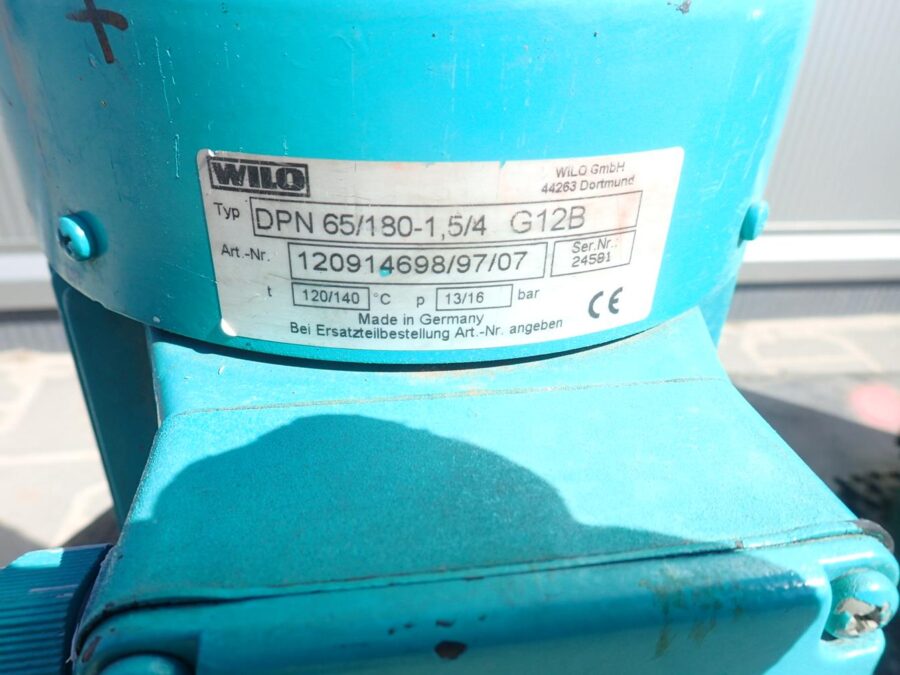 WILO
WILO GmbH
44263 Dortmund
Typ DPN 65/180-1,5/4 G12B
Art.-Nr. 120914698/97/07 Ser.Nr.:
24591
t 120/140 °C p 13/16 bar
CE
Made in Germany
Bei Ersatzteilbestellung Art.-Nr. angeben